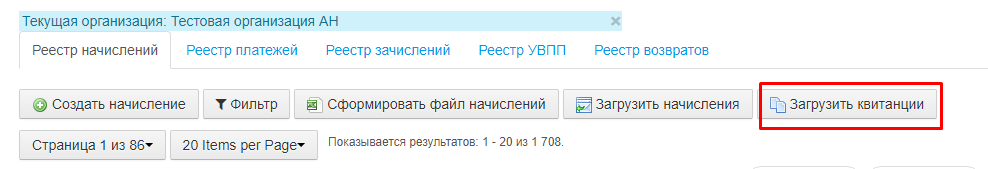 Текущая организация: Тестовая организация АН ×
Реестр начислений Реестр платежей Реестр зачислений Реестр УВПП Реестр возвратов
Создать начисление Фильтр Сформировать файл начислений Загрузить начисления Загрузить квитанции
Страница 1 из 86 20 Items per Page Показывается результатов: 1 - 20 из 1 708.